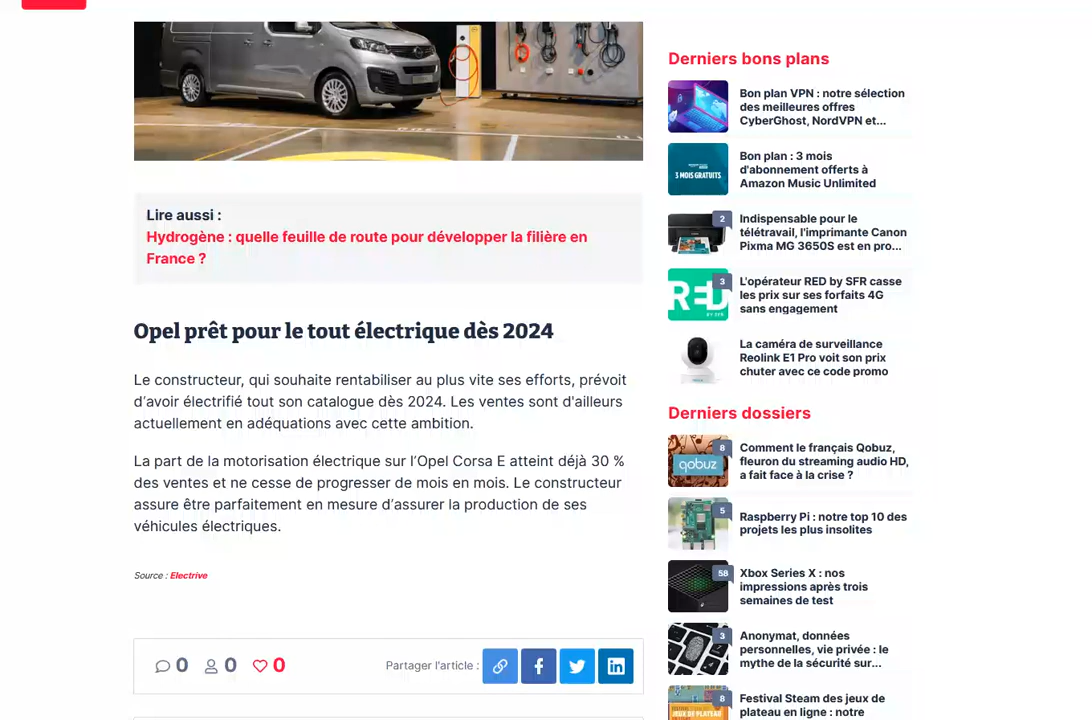 Lire aussi :
Hydrogène : quelle feuille de route pour développer la filière en
France ?
Opel prêt pour le tout électrique dès 2024
Le constructeur, qui souhaite rentabiliser au plus vite ses efforts, prévoit
d’avoir électrifié tout son catalogue dès 2024. Les ventes sont d'ailleurs
actuellement en adéquations avec cette ambition.
La part de la motorisation électrique sur l’Opel Corsa E atteint déjà 30 %
des ventes et ne cesse de progresser de mois en mois. Le constructeur
assure être parfaitement en mesure d’assurer la production de ses
véhicules électriques.
Source : Electrive
0 0 0
Partager l'article :
Derniers bons plans
Bon plan VPN : notre sélection
des meilleures offres
CyberGhost, NordVPN et...
3 MOIS GRATUITS
Bon plan : 3 mois
d'abonnement offerts à
Amazon Music Unlimited
2
Indispensable pour le
télétravail, l'imprimante Canon
Pixma MG 3650S est en pro...
RED
BY SFR
3
L'opérateur RED by SFR casse
les prix sur ses forfaits 4G
sans engagement
La caméra de surveillance
Reolink E1 Pro voit son prix
chuter avec ce code promo
Derniers dossiers
qobuz
8
Comment le français Qobuz,
fleuron du streaming audio HD,
a fait face à la crise ?
5
Raspberry Pi : notre top 10 des
projets les plus insolites
58
Xbox Series X : nos
impressions après trois
semaines de test
3
Anonymat, données
personnelles, vie privée : le
mythe de la sécurité sur...
JEUX DE PLATEAU
8
Festival Steam des jeux de
plateau en ligne : notre